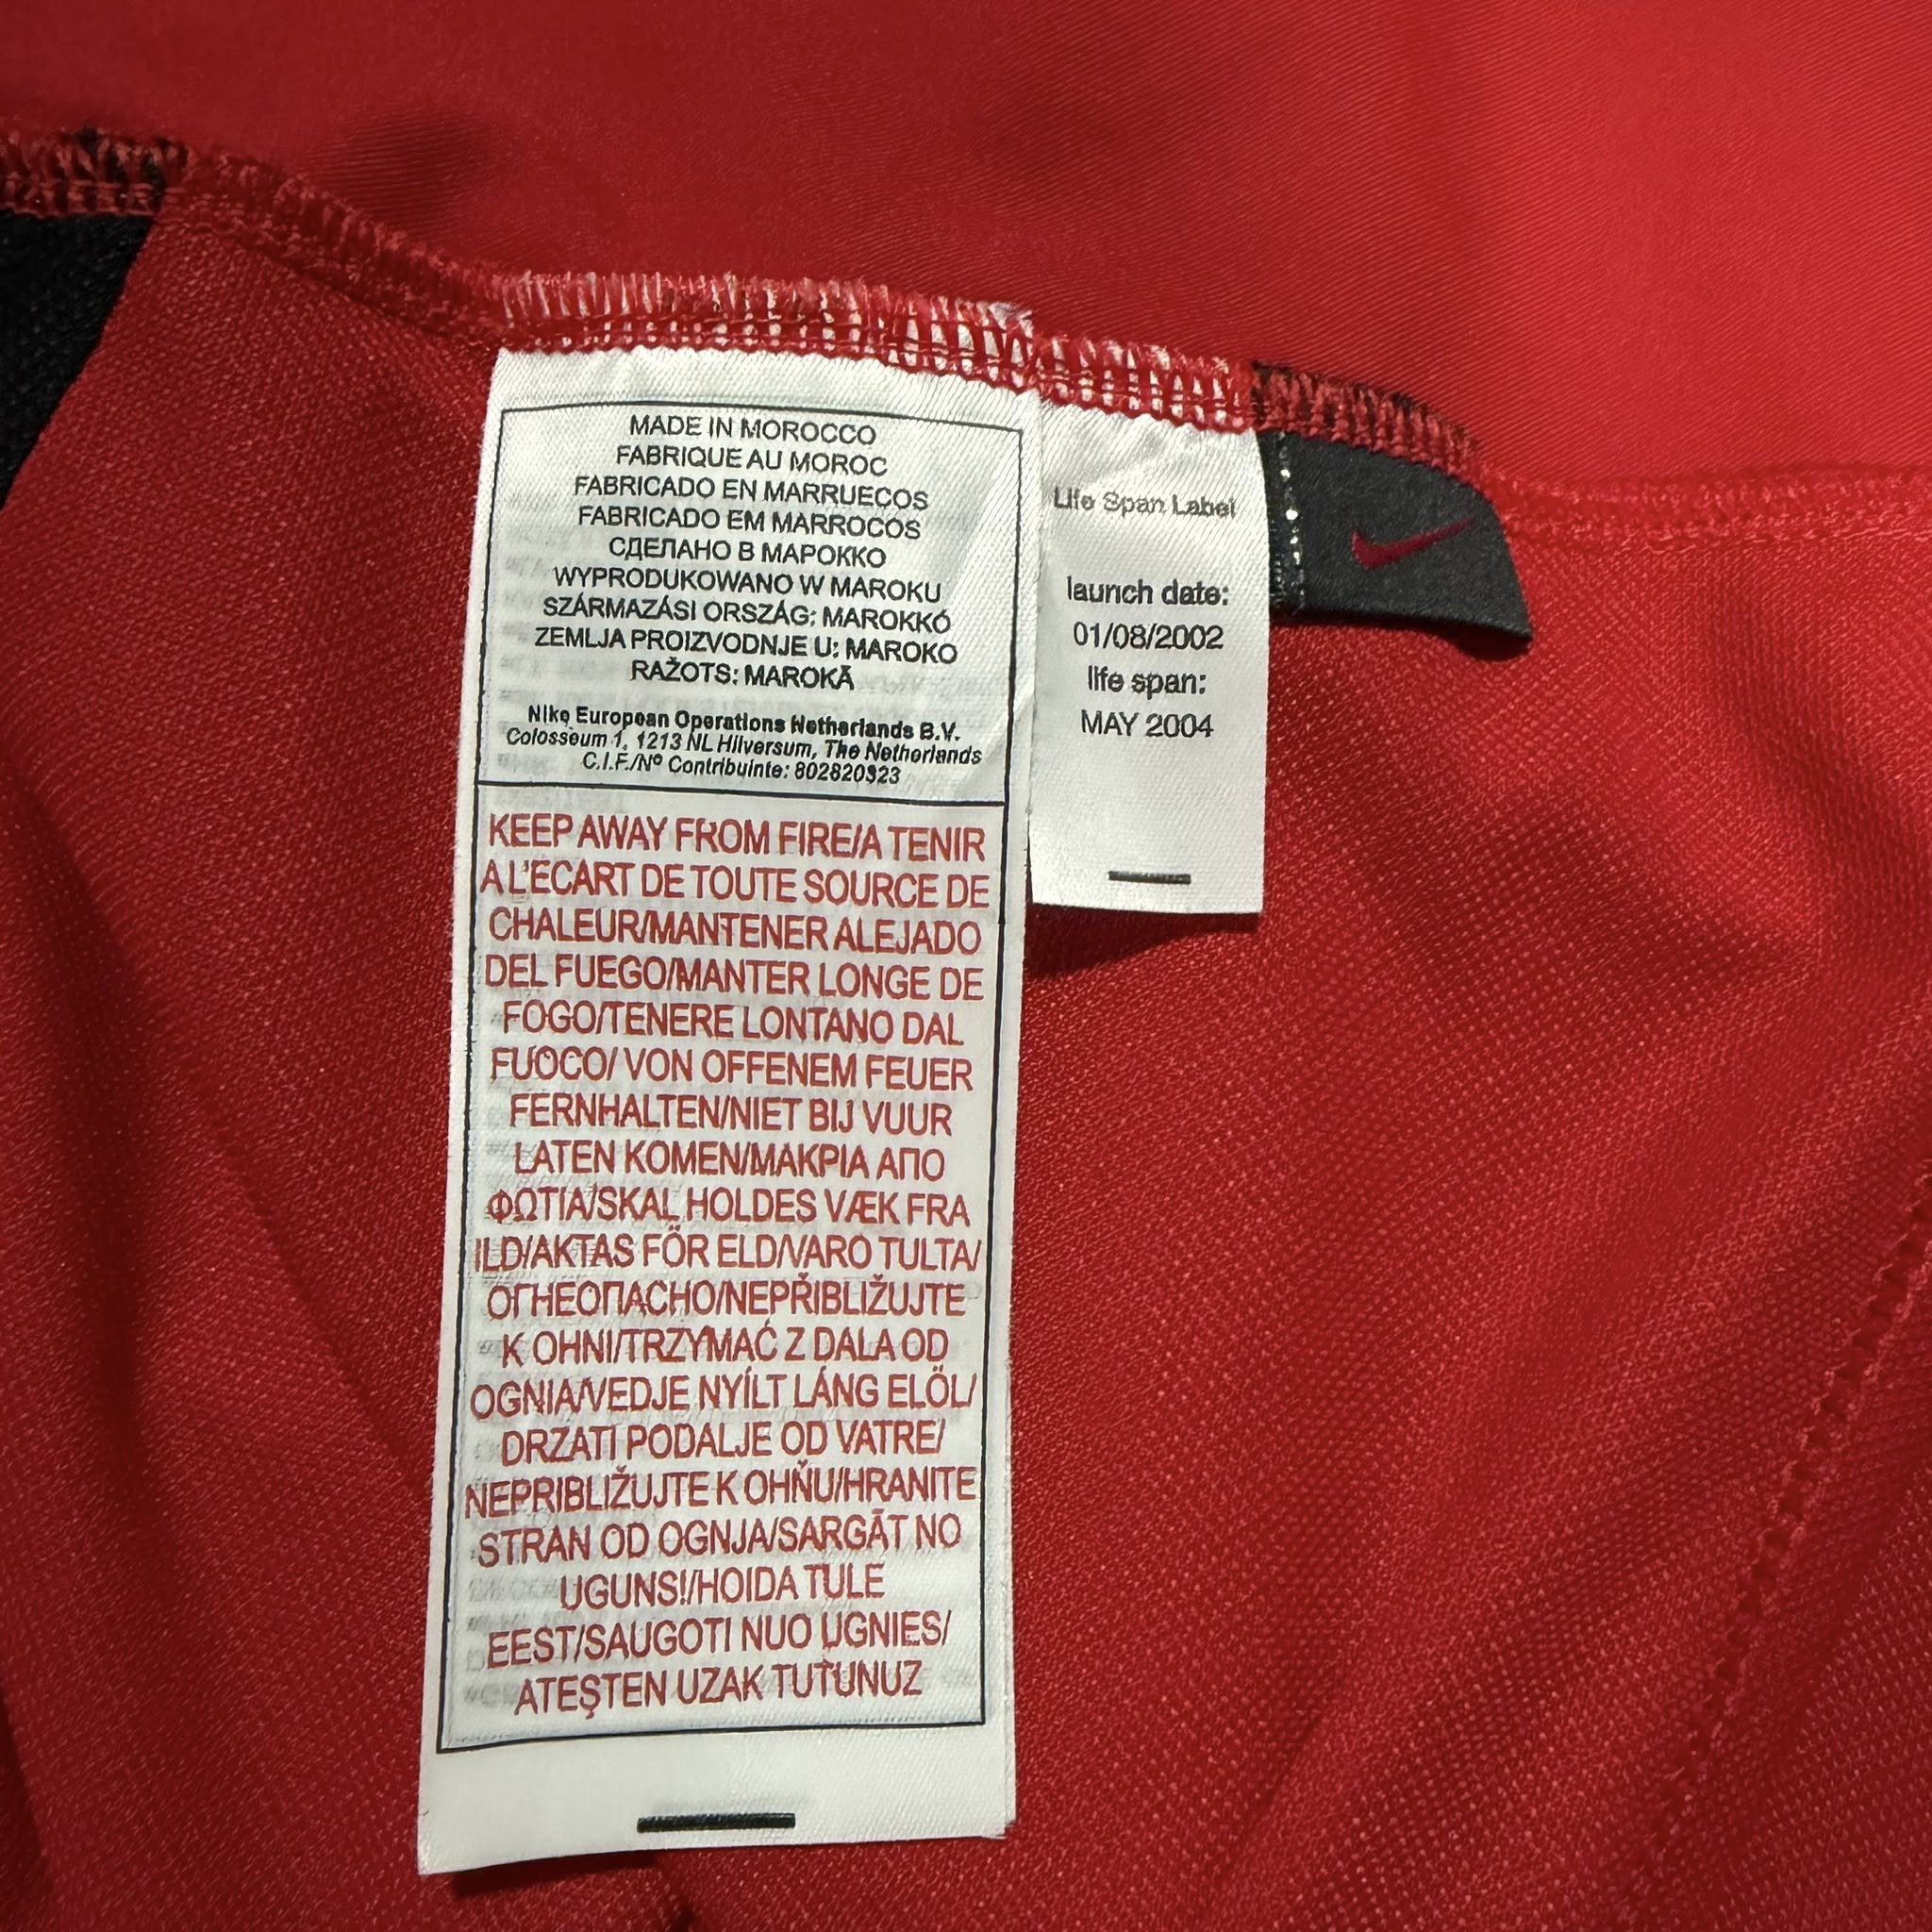 MADE IN MOROCCO
FABRIQUE AU MOROC
FABRICADO EN MARRUECOS
FABRICADO EM MARROCOS
СДЕЛАНО В МАРОККО
WYPRODUKOWANO W MAROKU
SZÁRMAZÁSI ORSZÁG: MAROKKÓ
ZEMLJA PROIZVODNJE U: MAROKO
RAŽOTS: MAROKĀ
Nike European Operations Netherlands B.V.
Colosseum 1, 1213 NL Hilversum, The Netherlands
C.I.F./Nº Contribuinte: 802820923
KEEP AWAY FROM FIRE/A TENIR
A L'ECART DE TOUTE SOURCE DE
CHALEUR/MANTENER ALEJADO
DEL FUEGO/MANTER LONGE DE
FOGO/TENERE LONTANO DAL
FUOCO/ VON OFFENEM FEUER
FERNHALTEN/NIET BIJ VUUR
LATEN KOMEN/ΜΑΚΡΙΑ ΑΠΟ
ΦΩΤΙΑ/SKAL HOLDES VÆK FRA
ILD/AKTAS FÖR ELD/VARO TULTA/
ОГНЕОПАСНО/NEPŘIBLIŽUJTE
K OHNI/TRZYMAĆ Z DALA OD
OGNIA/VEDJE NYÍLT LÁNG ELÖL/
DRZATI PODALJE OD VATRE/
NEPRIBLIŽUJTE K OHŇU/HRANITE
STRAN OD OGNJA/SARGĀT NO
UGUNS!/HOIDA TULE
EEST/SAUGOTI NUO UGNIES/
ATEŞTEN UZAK TUTUNUZ
Life Span Label
launch date:
01/08/2002
life span:
MAY 2004